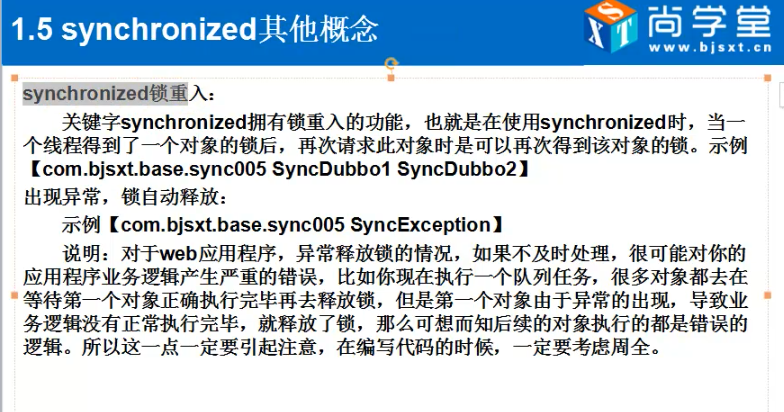 1.5 synchronized其他概念
XST
尚学堂
www.bjsxt.cn
synchronized锁重入：
关键字synchronized拥有锁重入的功能，也就是在使用synchronized时，当一
个线程得到了一个对象的锁后，再次请求此对象时是可以再次得到该对象的锁。示例
【com.bjsxt.base.sync005 SyncDubbo1 SyncDubbo2】
出现异常，锁自动释放：
示例【com.bjsxt.base.sync005 SyncException】
说明：对于web应用程序，异常释放锁的情况，如果不及时处理，很可能对你的
应用程序业务逻辑产生严重的错误，比如你现在执行一个队列任务，很多对象都去在
等待第一个对象正确执行完毕再去释放锁，但是第一个对象由于异常的出现，导致业
务逻辑没有正常执行完毕，就释放了锁，那么可想而知后续的对象执行的都是错误的
逻辑。所以这一点一定要引起注意，在编写代码的时候，一定要考虑周全。